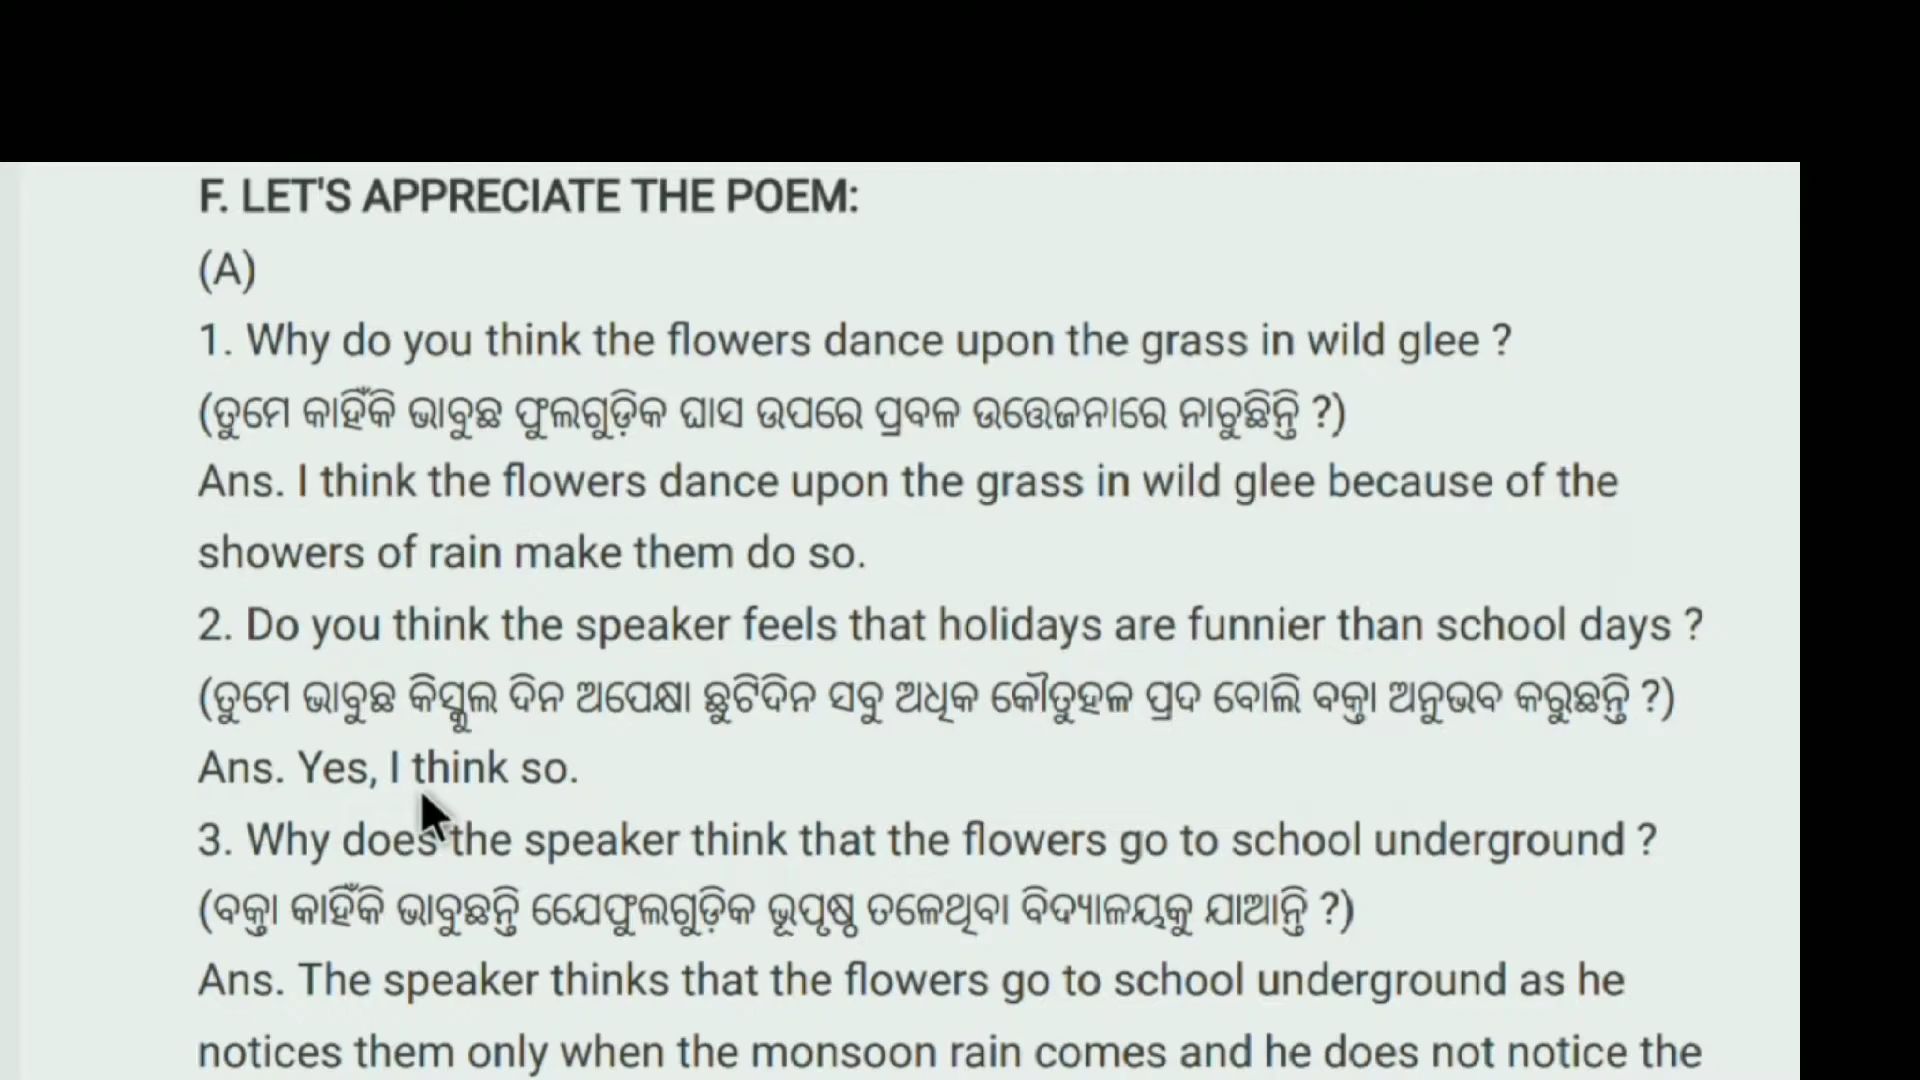 F. LET'S APPRECIATE THE POEM:
(A)
1. Why do you think the flowers dance upon the grass in wild glee ?
(ତୁମେ କାହିଁକି ଭାବୁଛ ଫୁଲଗୁଡ଼ିକ ଘାସ ଉପରେ ପ୍ରବଳ ଉତ୍ତେଜନାରେ ନାଚୁଛିନ୍ତି ?)
Ans. I think the flowers dance upon the grass in wild glee because of the
showers of rain make them do so.
2. Do you think the speaker feels that holidays are funnier than school days ?
(ତୁମେ ଭାବୁଛ କିସ୍କୁଲ ଦିନ ଅପେକ୍ଷା ଛୁଟିଦିନ ସବୁ ଅଧିକ କୌତୁହଳ ପ୍ରଦ ବୋଲି ବକ୍ତା ଅନୁଭବ କରୁଛନ୍ତି ?)
Ans. Yes, I think so.
3. Why does the speaker think that the flowers go to school underground ?
(ବକ୍ତା କାହିଁକି ଭାବୁଛନ୍ତି ଯେଫୁଲଗୁଡ଼ିକ ଭୂପୃଷ୍ଠ ତଳେଥିବା ବିଦ୍ୟାଳୟକୁ ଯାଆନ୍ତି ?)
Ans. The speaker thinks that the flowers go to school underground as he
notices them only when the monsoon rain comes and he does not notice the